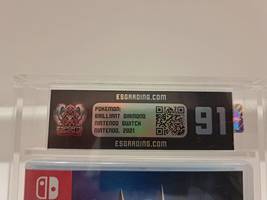 ESGRADING.COM
POKEMON:
BRILLIANT DIAMOND
NINTENDO SWITCH
NINTENDO, 2021
91
ESGRADING.COM